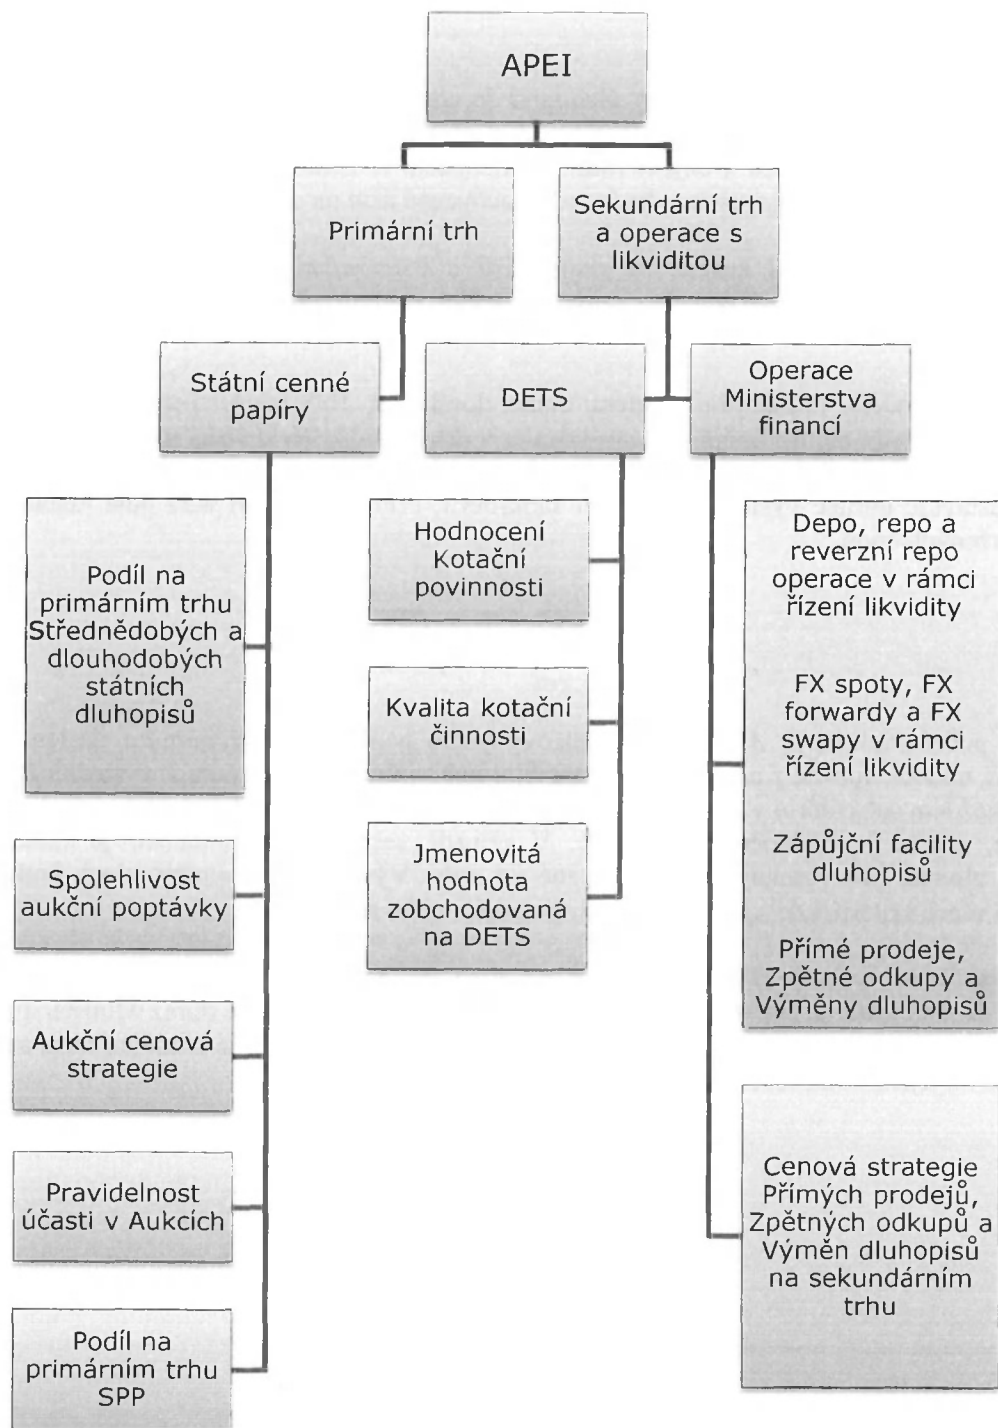 APEI
Primární trh
Sekundární trh
a operace s
likviditou
Státní cenné
papíry
DETS
Operace
Ministerstva
financí
Podíl na
primárním trhu
Střednědobých a
dlouhodobých
státních
dluhopisů
Spolehlivost
aukční poptávky
Aukční cenová
strategie
Pravidelnost
účasti v Aukcích
Podíl na
primárním trhu
SPP
Hodnocení
Kotační
povinnosti
Kvalita kotační
činnosti
Jmenovitá
hodnota
zobchodovaná
na DETS
Depo, repo a
reverzní repo
operace v rámci
řízení likvidity
FX spoty, FX
forwardy a FX
swapy v rámci
řízení likvidity
Zápůjční facility
dluhopisů
Přímé prodeje,
Zpětné odkupy a
Výměny dluhopisů
Cenová strategie
Přímých prodejů,
Zpětných odkupů a
Výměn dluhopisů
na sekundárním
trhu